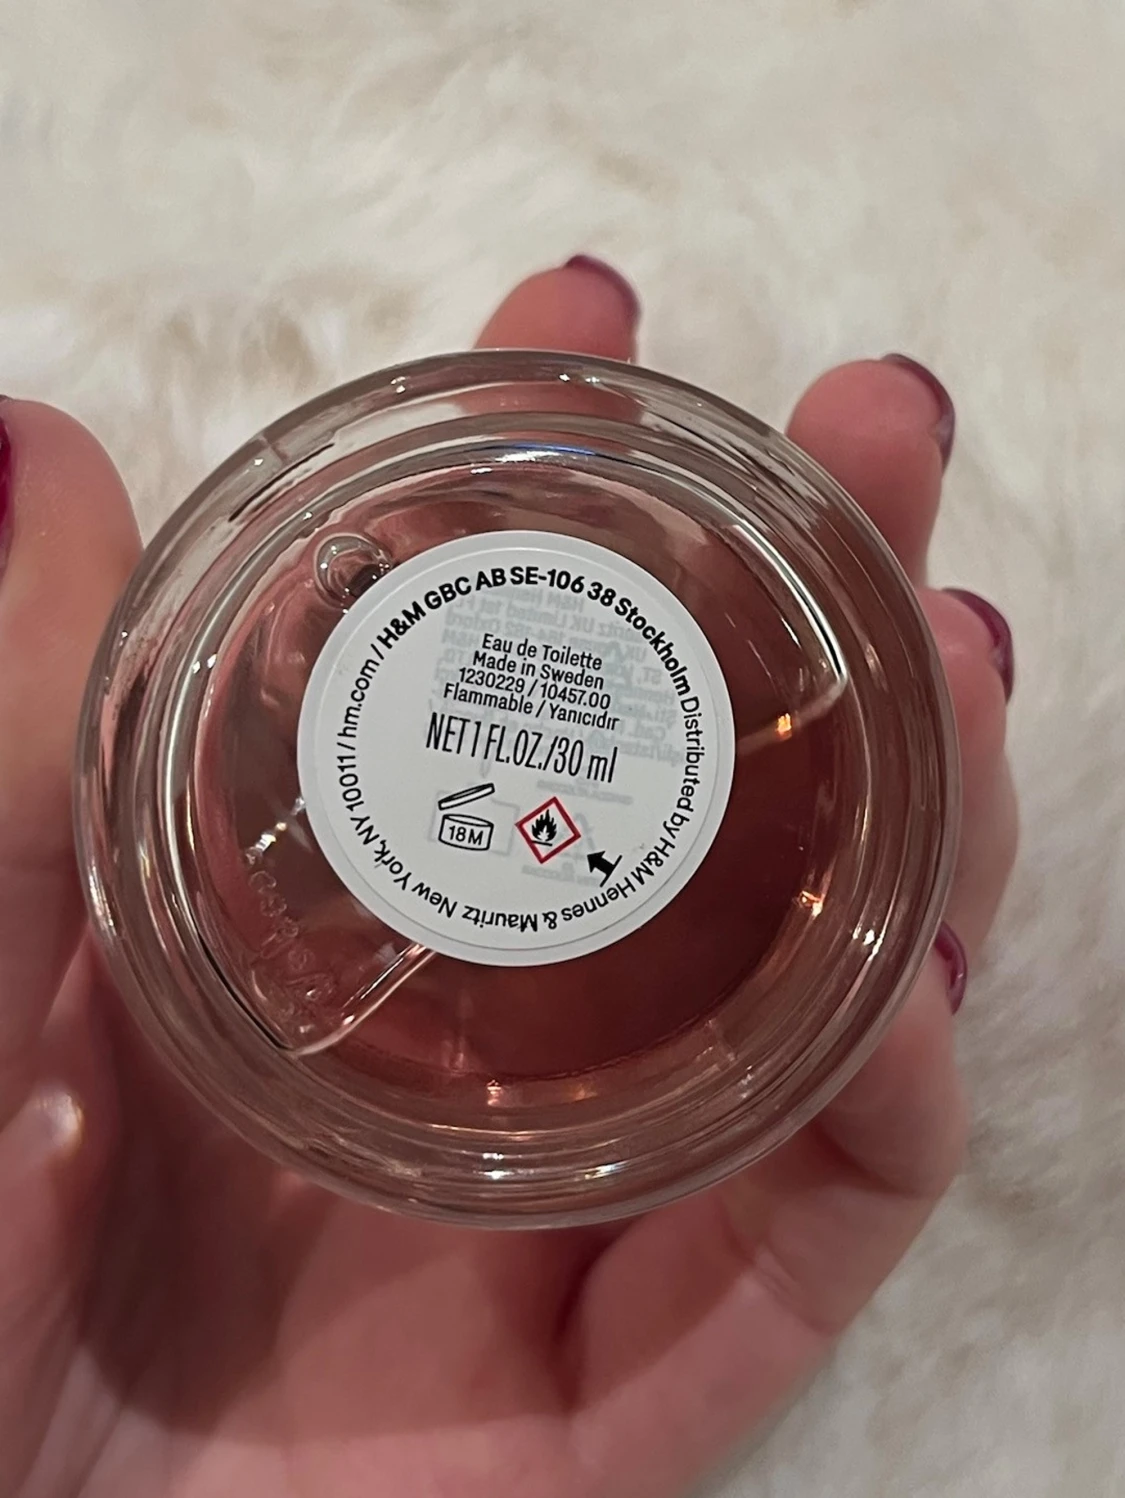 H&M GBC AB SE-106 38 Stockholm Distributed by H&M Hennes & Mauritz New York, NY 10011 / hm.com /
Eau de Toilette
Made in Sweden
1230229 / 10457.00
Flammable / Yanıcıdır
NET 1 FL.OZ./30 ml
18M